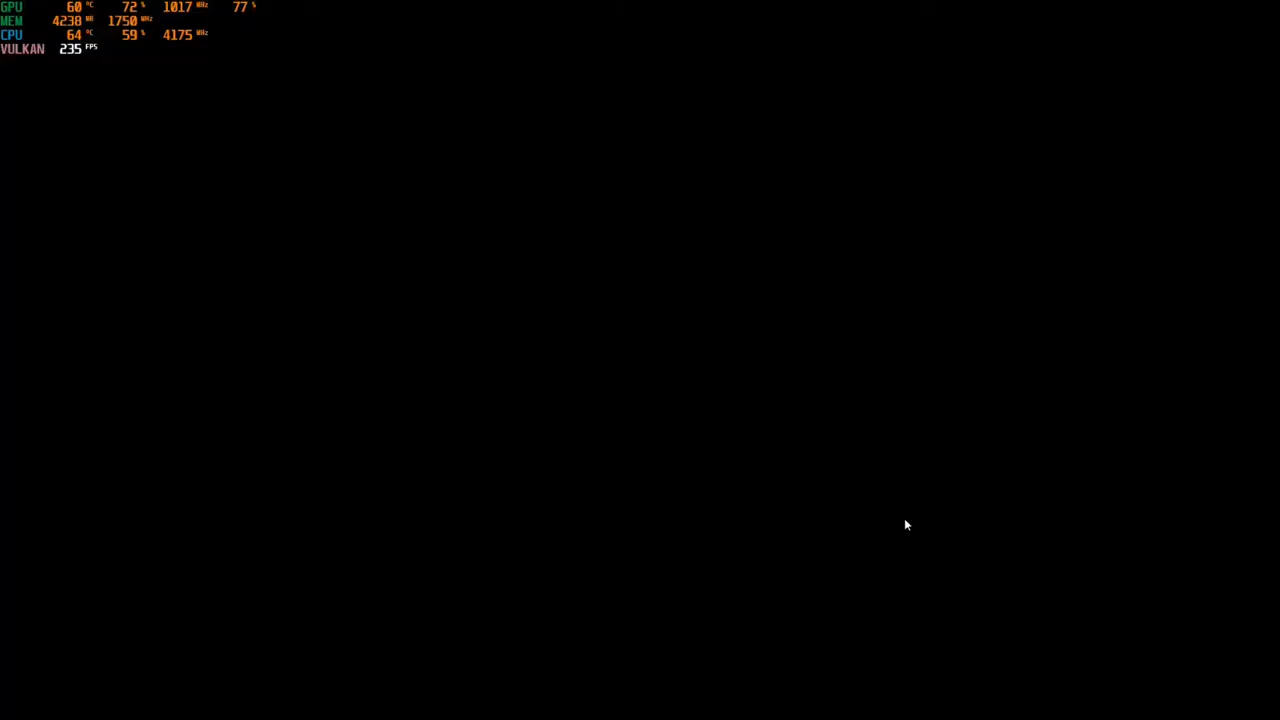 GPU 60 °C 72 % 1017 MHz 77 %
MEM 4238 MB 1750 MHz
CPU 64 °C 59 % 4175 MHz
VULKAN 235 FPS